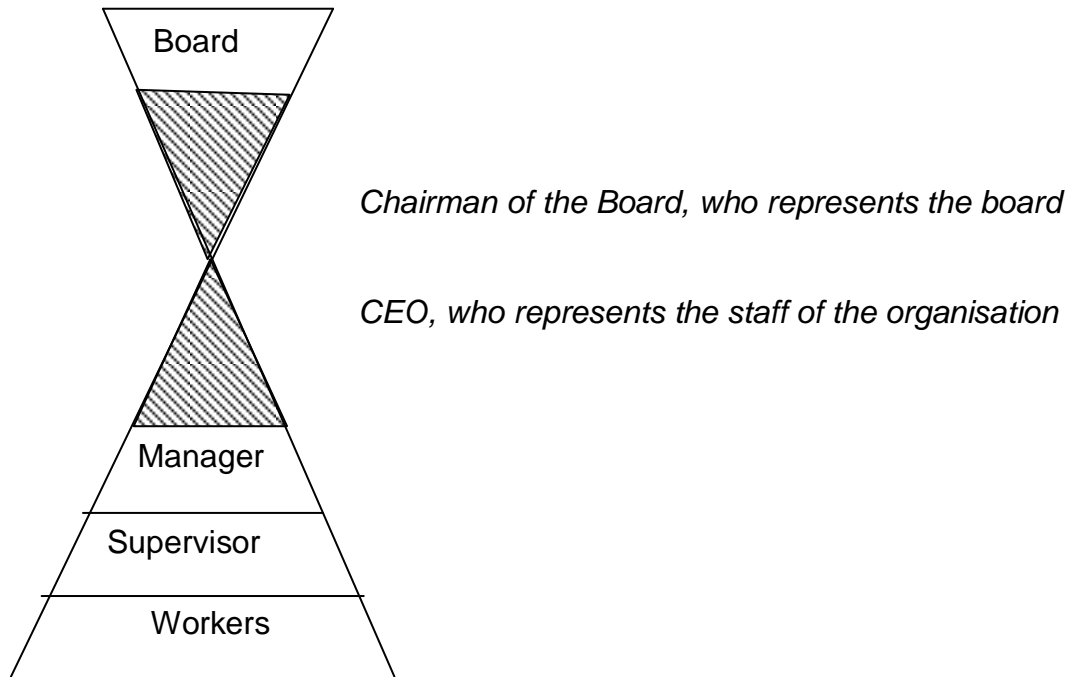 Board
Chairman of the Board, who represents the board
CEO, who represents the staff of the organisation
Manager
Supervisor
Workers